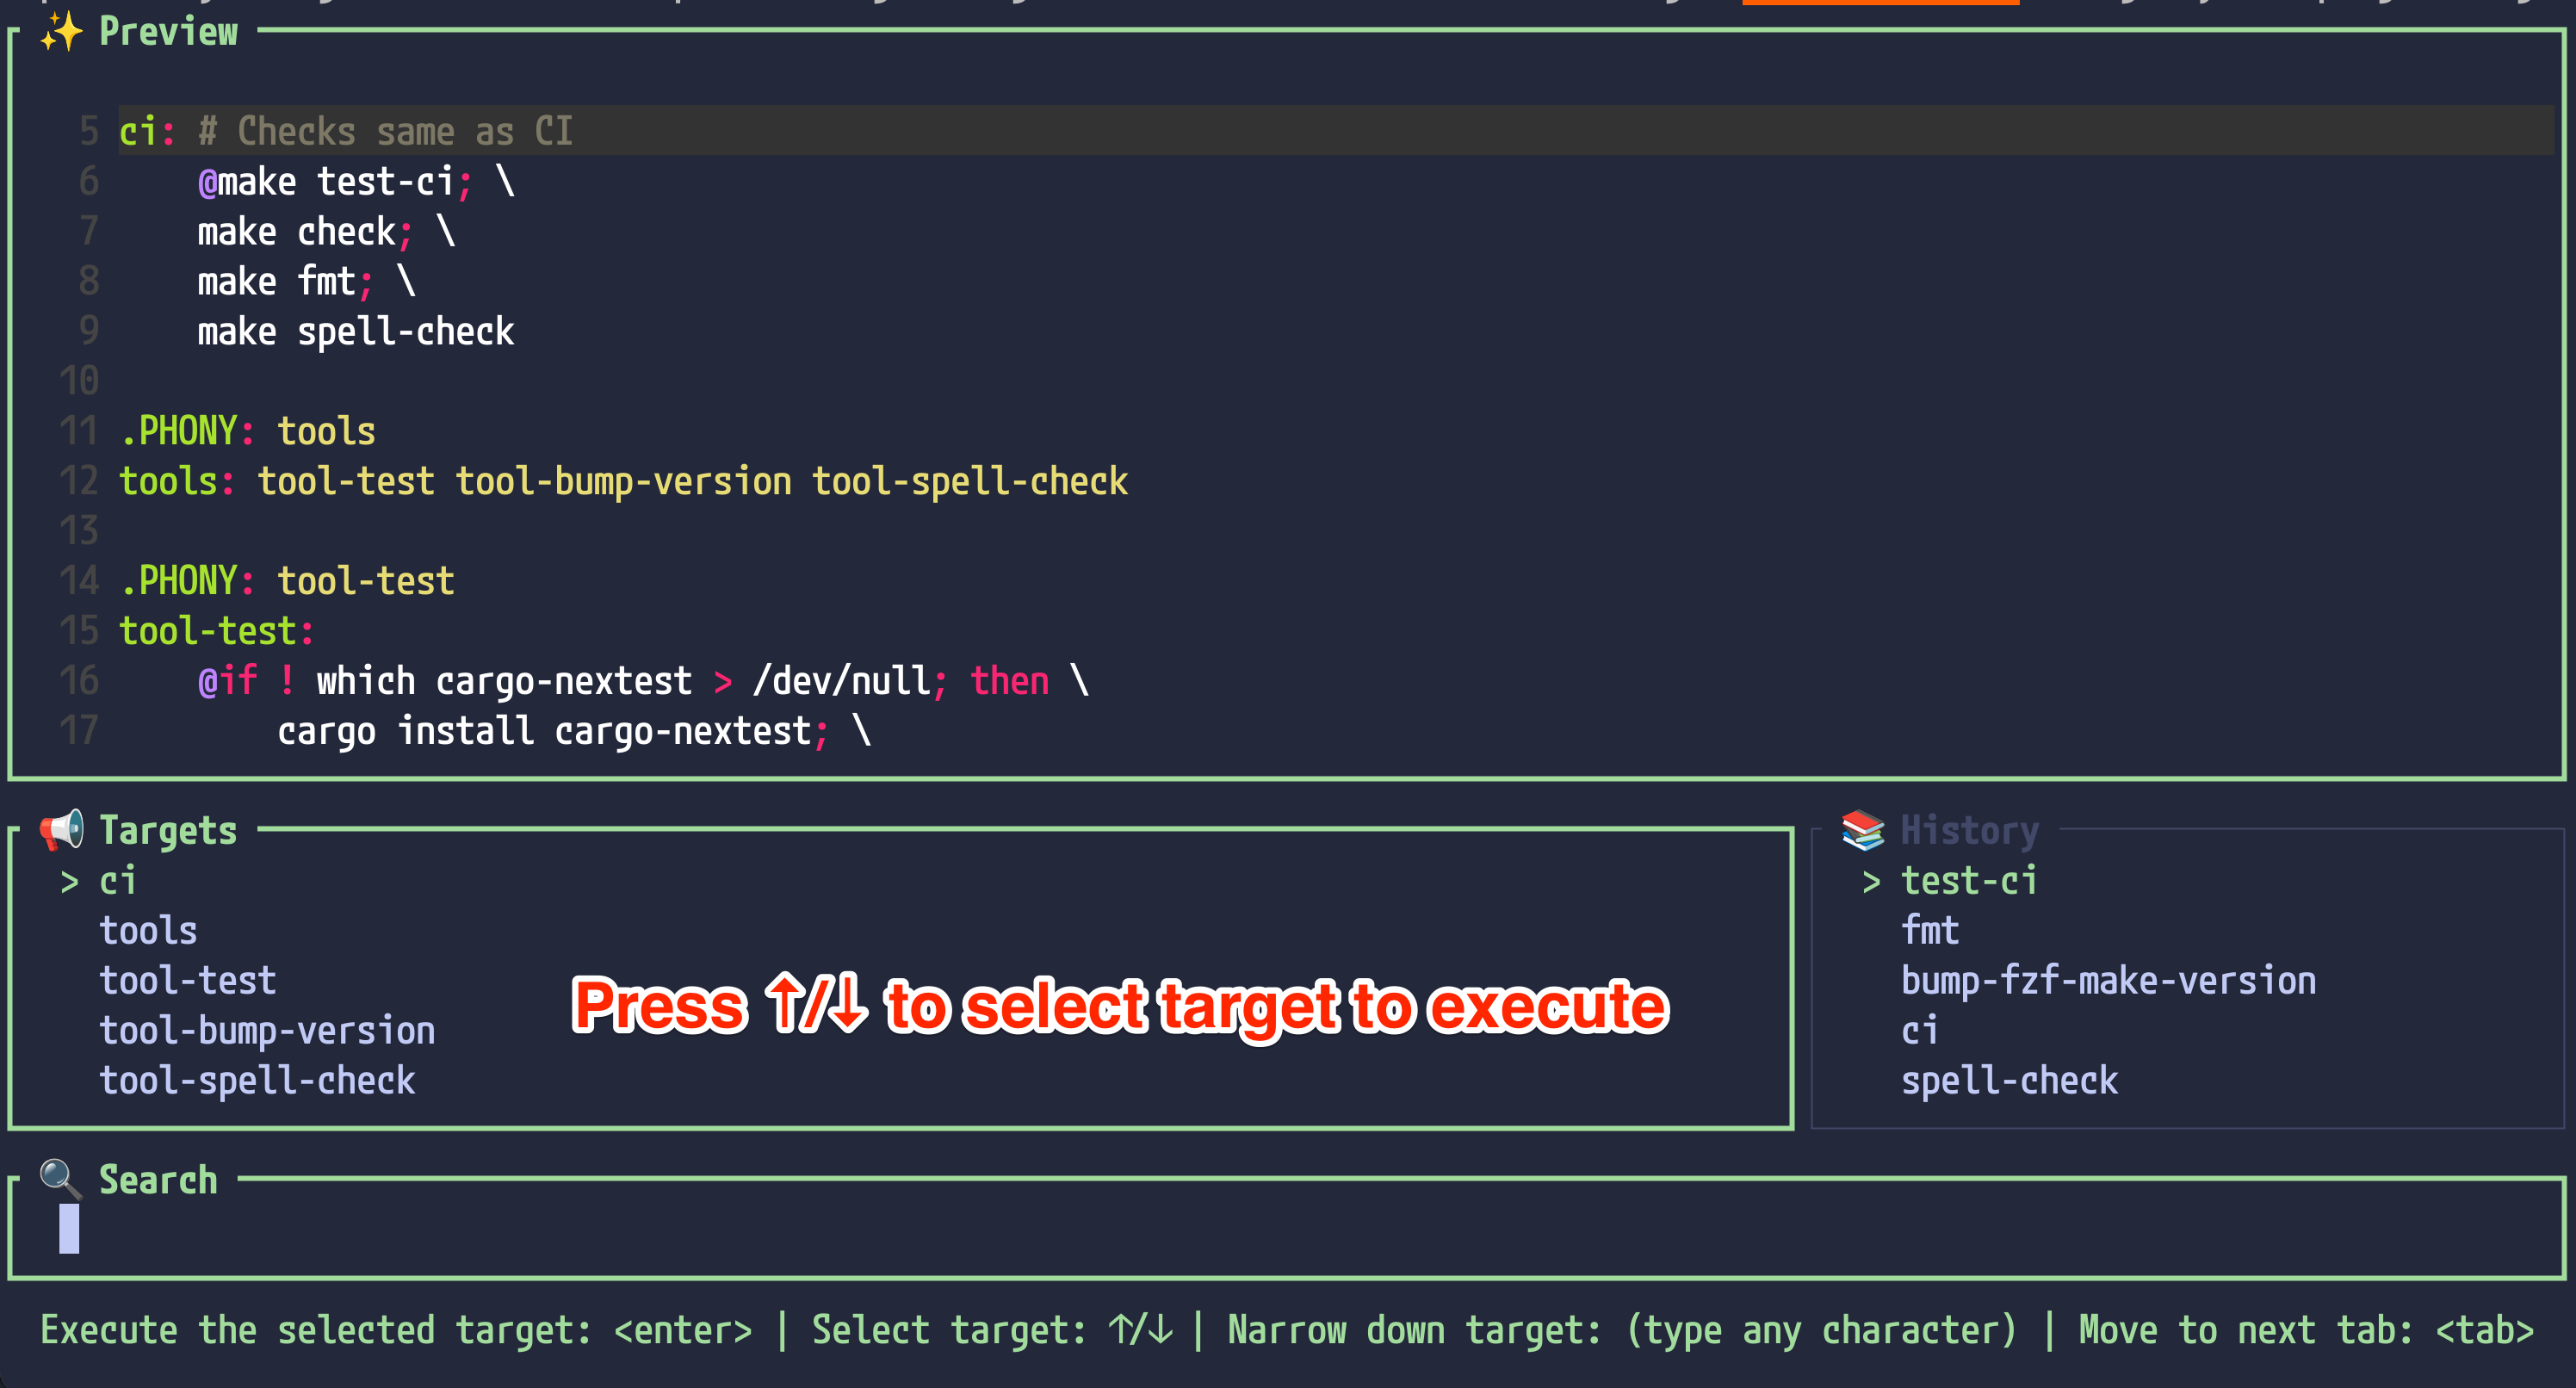 Preview
5 ci: # Checks same as CI
6     @make test-ci; \
7     make check; \
8     make fmt; \
9     make spell-check
10
11 .PHONY: tools
12 tools: tool-test tool-bump-version tool-spell-check
13
14 .PHONY: tool-test
15 tool-test:
16     @if ! which cargo-nextest > /dev/null; then \
17         cargo install cargo-nextest; \
Targets
> ci
tools
tool-test
tool-bump-version
tool-spell-check
Press ↑/↓ to select target to execute
History
> test-ci
fmt
bump-fzf-make-version
ci
spell-check
Search
Execute the selected target: <enter> | Select target: ↑/↓ | Narrow down target: (type any character) | Move to next tab: <tab>